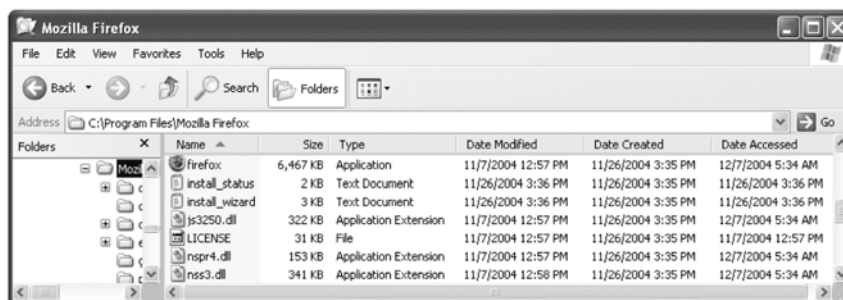 Mozilla Firefox
File Edit View Favorites Tools Help
Back Search Folders
Address C:\Program Files\Mozilla Firefox Go
Folders X Name Size Type Date Modified Date Created Date Accessed
firefox 6,467 KB Application 11/7/2004 12:57 PM 11/26/2004 3:35 PM 12/7/2004 5:34 AM
install_status 2 KB Text Document 11/26/2004 3:36 PM 11/26/2004 3:36 PM 11/26/2004 3:36 PM
install_wizard 3 KB Text Document 11/26/2004 3:36 PM 11/26/2004 3:35 PM 11/26/2004 3:36 PM
js3250.dll 322 KB Application Extension 11/7/2004 12:57 PM 11/26/2004 3:35 PM 12/7/2004 5:34 AM
LICENSE 31 KB File 11/7/2004 12:57 PM 11/26/2004 3:35 PM 11/7/2004 12:57 PM
nspr4.dll 153 KB Application Extension 11/7/2004 12:57 PM 11/26/2004 3:35 PM 12/7/2004 5:34 AM
nss3.dll 341 KB Application Extension 11/7/2004 12:58 PM 11/26/2004 3:35 PM 12/7/2004 5:34 AM